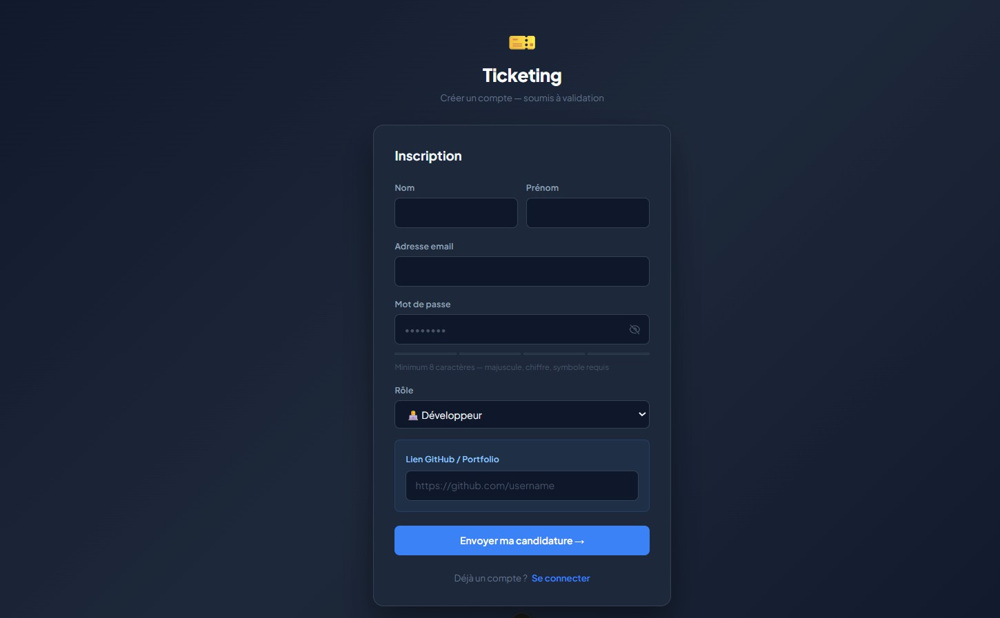 Ticketing
Créer un compte — soumis à validation
Inscription
Nom
Prénom
Adresse email
Mot de passe
••••••••
Minimum 8 caractères — majuscule, chiffre, symbole requis
Rôle
Développeur
Lien GitHub / Portfolio
https://github.com/username
Envoyer ma candidature →
Déjà un compte ? Se connecter